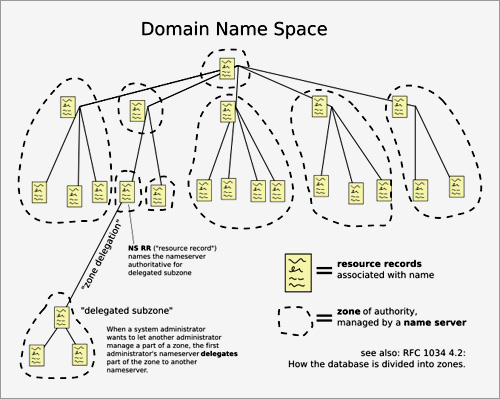 Domain Name Space
NS RR ("resource record")
names the nameserver
authoritative for
delegated subzone
"zone delegation"
resource records
associated with name
"delegated subzone"
When a system administrator
wants to let another administrator
manage a part of a zone, the first
administrator's nameserver delegates
part of the zone to another
nameserver.
zone of authority,
managed by a name server
see also: RFC 1034 4.2:
How the database is divided into zones.